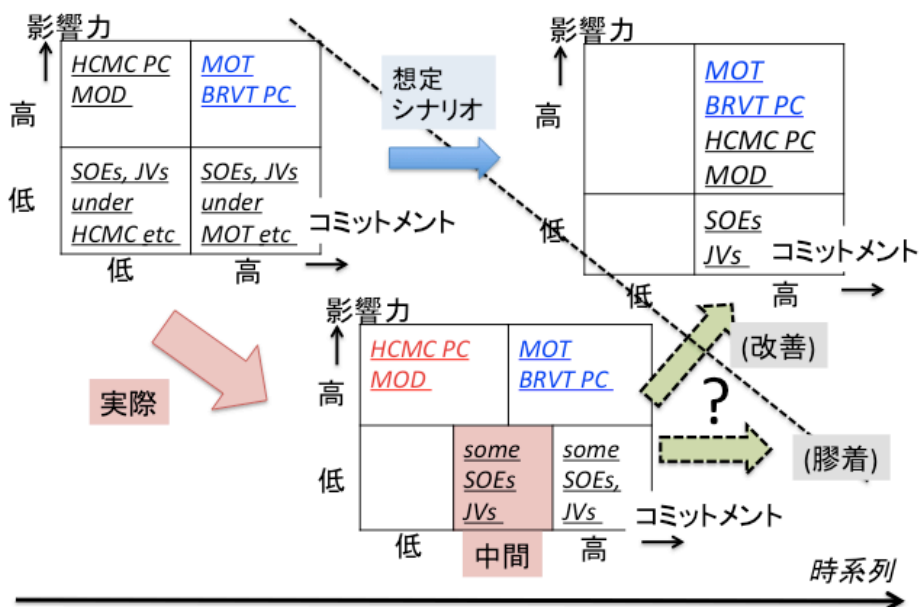 影響力
HCMC PC
MOD
MOT
BRVT PC
高
SOEs, JVs
under
HCMC etc
SOEs, JVs
under
MOT etc
低
コミットメント
低
高
想定
シナリオ
影響力
高
MOT
BRVT PC
HCMC PC
MOD
低
SOEs
JVs
コミットメント
低
高
実際
影響力
HCMC PC
MOD
MOT
BRVT PC
高
低
some
SOEs
JVs
some
SOEs,
JVs
コミットメント
低
中間
高
(改善)
?
(膠着)
時系列